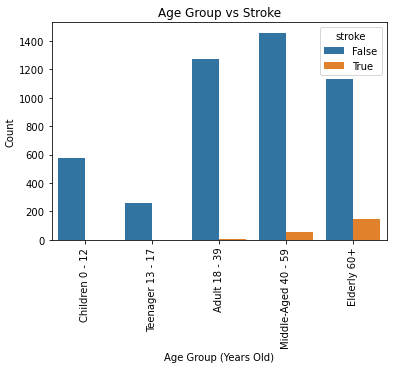 Age Group vs Stroke
stroke
False
True
1400
1200
1000
800
600
400
200
0
Count
Children 0 - 12
Teenager 13 - 17
Adult 18 - 39
Middle-Aged 40 - 59
Elderly 60+
Age Group (Years Old)